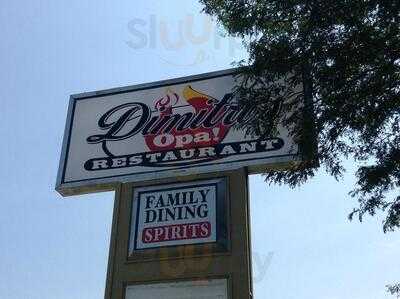 Dimitri's
Opa!
RESTAURANT
FAMILY
DINING
SPIRITS